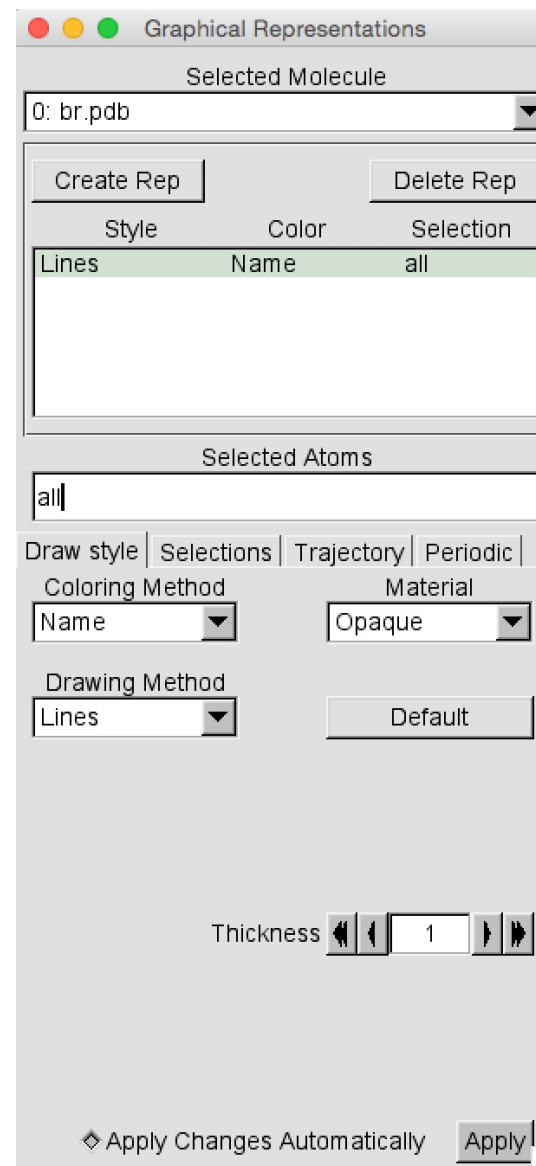 Graphical Representations
Selected Molecule
0: br.pdb
Create Rep Delete Rep
Style Color Selection
Lines Name all
Selected Atoms
all
Draw style Selections Trajectory Periodic
Coloring Method Material
Name Opaque
Drawing Method
Lines Default
Thickness 1
Apply Changes Automatically Apply